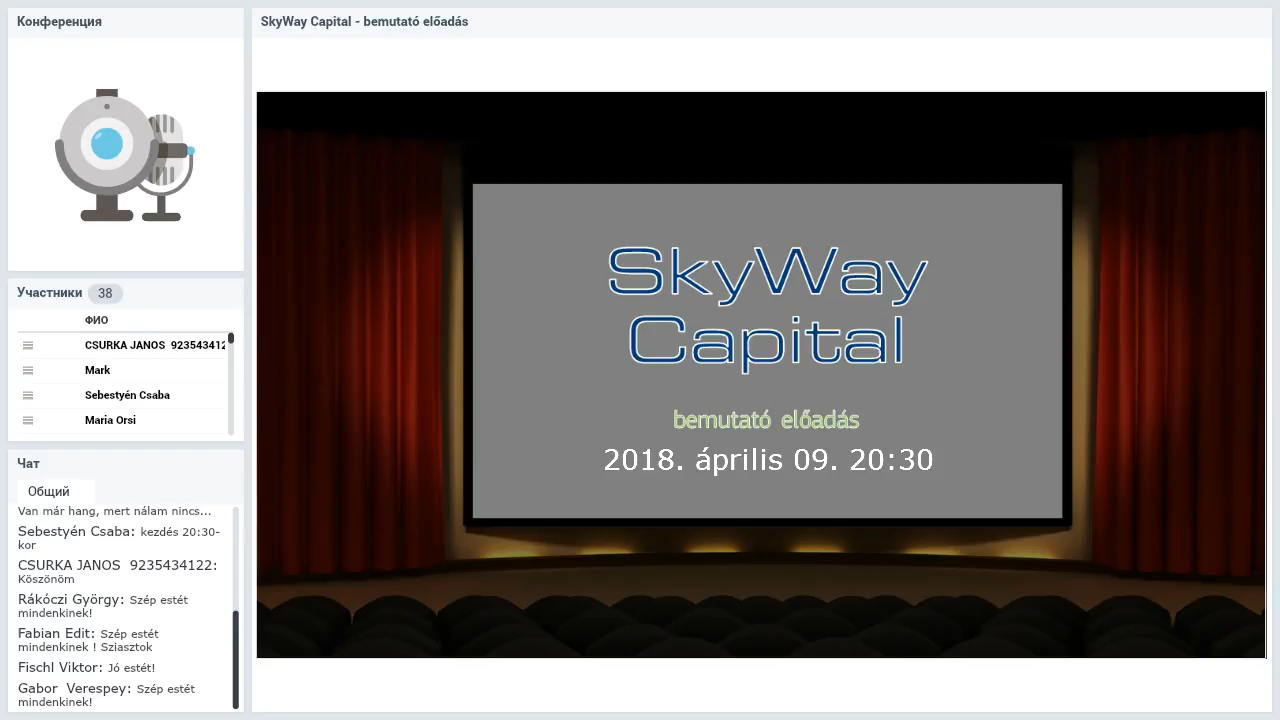 Конференция
SkyWay Capital - bemutató előadás
SkyWay
Capital
bemutató előadás
2018. április 09. 20:30
Участники 38
ФИО
CSURKA JANOS 923543412
Mark
Sebestyén Csaba
Maria Orsi
Чат
Общий
Van már hang, mert nálam nincs...
Sebestyén Csaba: kezdés 20:30-
kor
CSURKA JANOS 9235434122:
Köszönöm
Rákóczi György: Szép estét
mindenkinek!
Fabian Edit: Szép estét
mindenkinek ! Sziasztok
Fischl Viktor: Jó estét!
Gabor Verespey: Szép estét
mindenkinek!